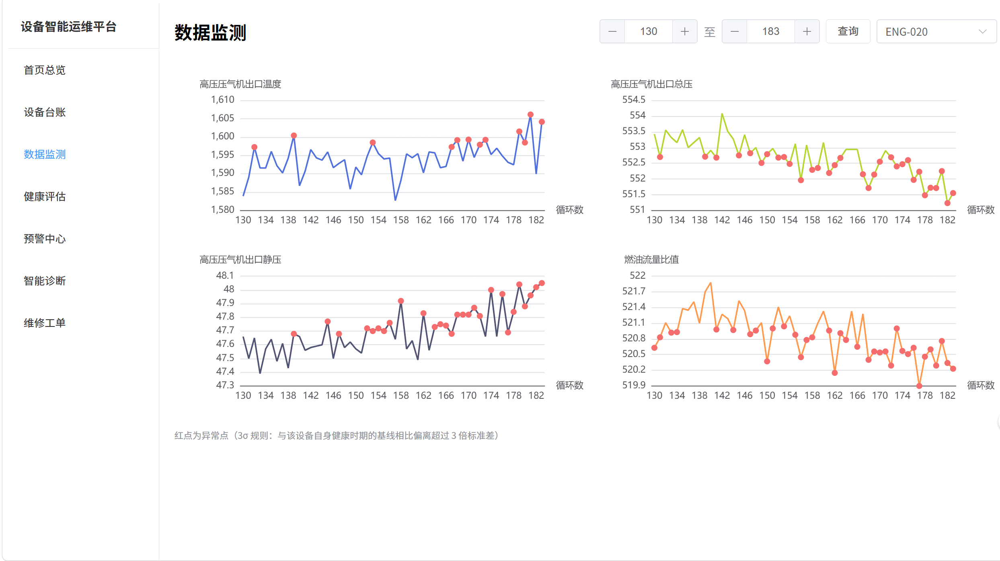 设备智能运维平台
首页总览
设备台账
数据监测
健康评估
预警中心
智能诊断
维修工单
数据监测
130 至 183 查询 ENG-020
高压压气机出口温度
1,610
1,605
1,600
1,595
1,590
1,585
1,580
130 134 138 142 146 150 154 158 162 166 170 174 178 182
循环数
高压压气机出口总压
554.5
554
553.5
553
552.5
552
551.5
551
130 134 138 142 146 150 154 158 162 166 170 174 178 182
循环数
高压压气机出口静压
48.1
48
47.9
47.8
47.7
47.6
47.5
47.4
47.3
130 134 138 142 146 150 154 158 162 166 170 174 178 182
循环数
燃油流量比值
522
521.7
521.4
521.1
520.8
520.5
520.2
519.9
130 134 138 142 146 150 154 158 162 166 170 174 178 182
循环数
红点为异常点（3σ 规则：与该设备自身健康时期的基线相比偏离超过 3 倍标准差）